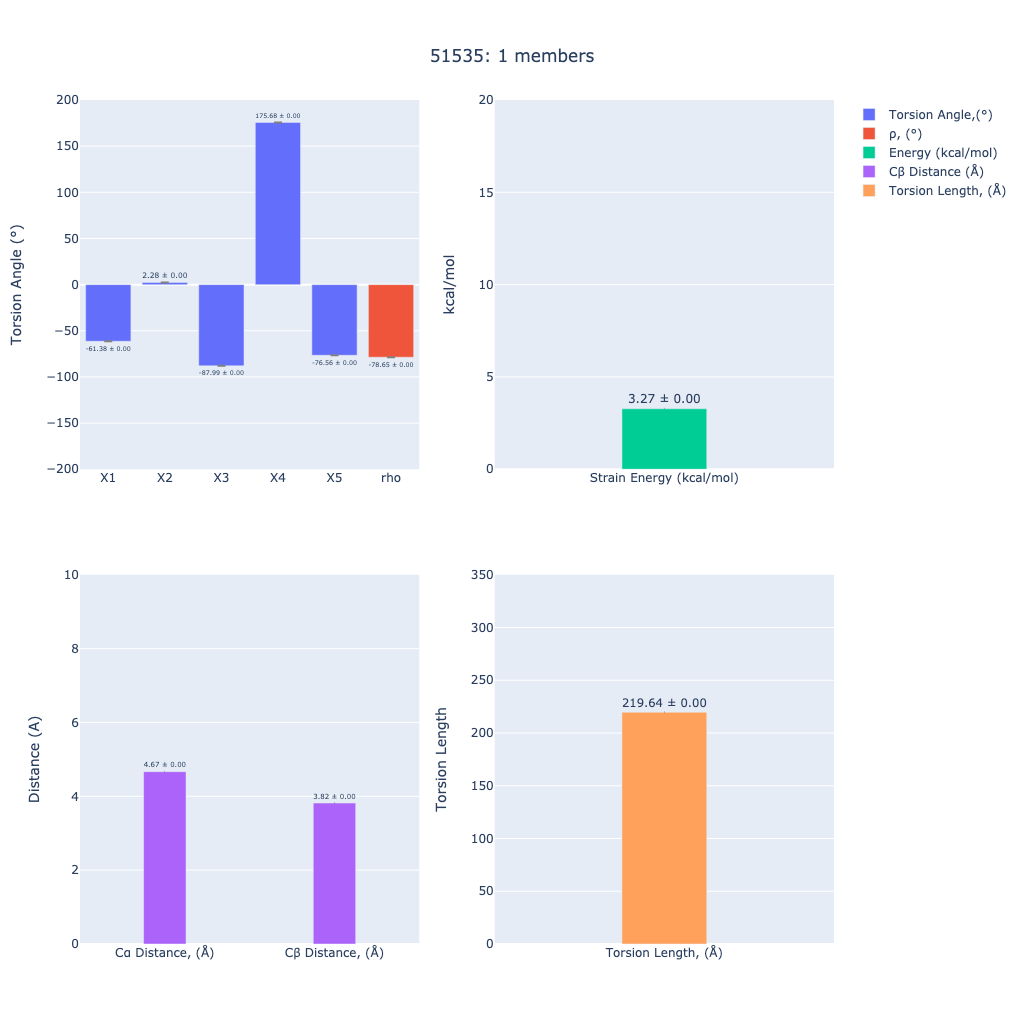 51535: 1 members
Torsion Angle (°)
200
150
100
50
0
−50
−100
−150
−200
175.68 ± 0.00
2.28 ± 0.00
-61.38 ± 0.00
-87.99 ± 0.00
-76.56 ± 0.00
-78.65 ± 0.00
X1 X2 X3 X4 X5 rho
kcal/mol
20
15
10
5
0
3.27 ± 0.00
Strain Energy (kcal/mol)
Torsion Angle,(°)
ρ, (°)
Energy (kcal/mol)
Cβ Distance (Å)
Torsion Length, (Å)
Distance (A)
10
8
6
4
2
0
4.67 ± 0.00
3.82 ± 0.00
Cα Distance, (Å) Cβ Distance, (Å)
Torsion Length
350
300
250
200
150
100
50
0
219.64 ± 0.00
Torsion Length, (Å)